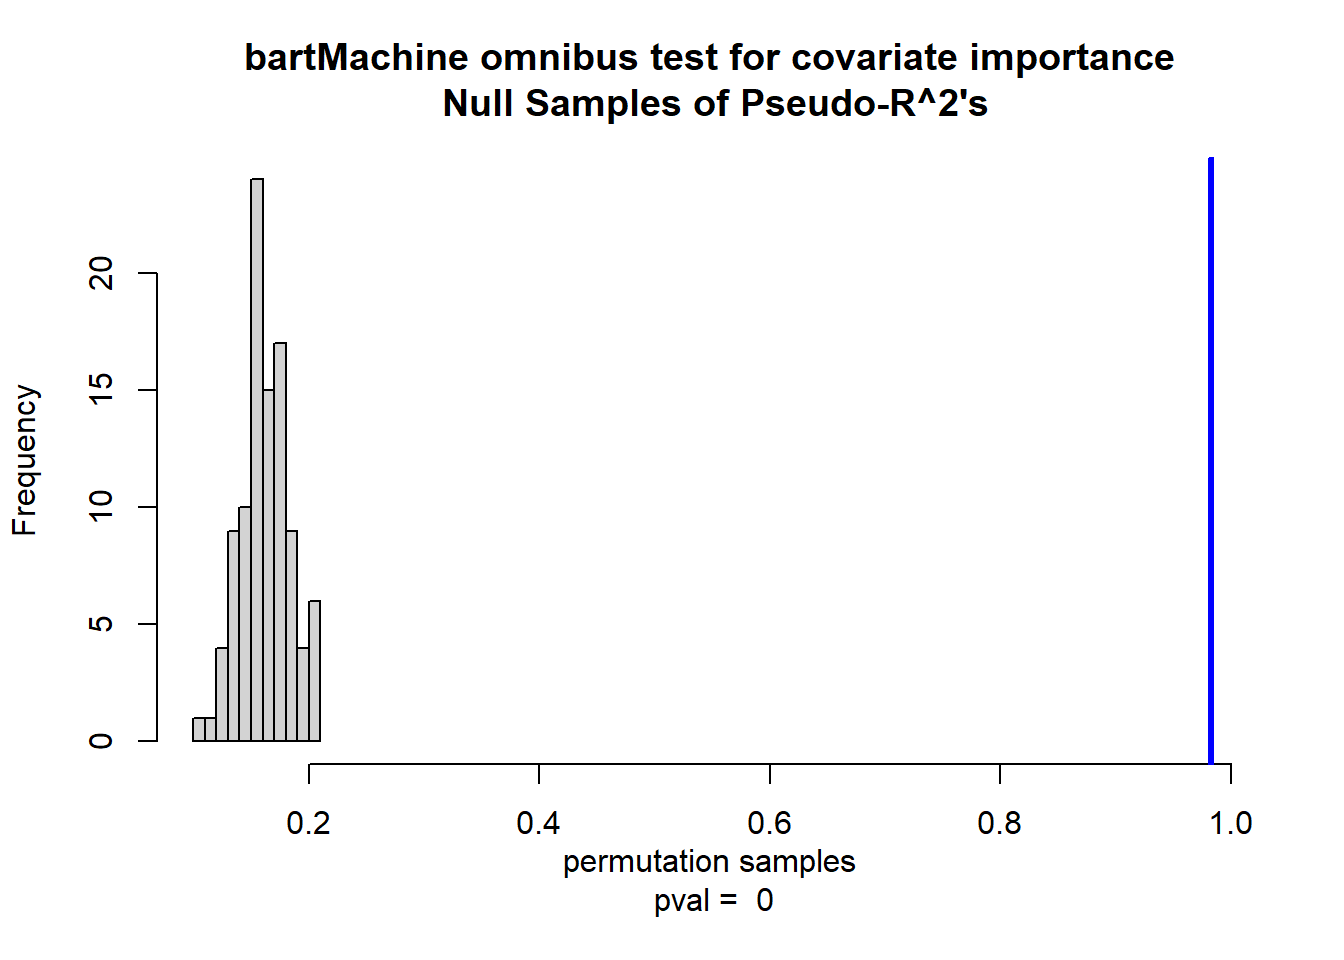 bartMachine omnibus test for covariate importance
Null Samples of Pseudo-R^2's
Frequency
20
15
10
5
0
0.2 0.4 0.6 0.8 1.0
permutation samples
pval =  0